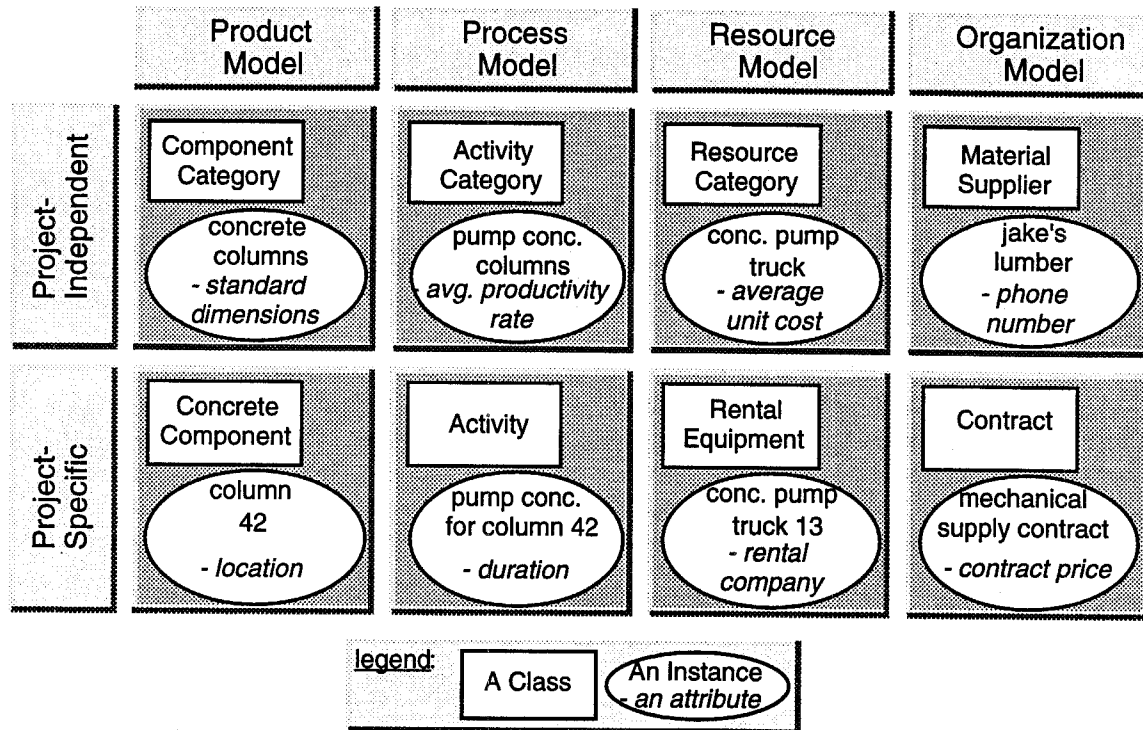 Product
Model
Process
Model
Resource
Model
Organization
Model
Project-
Independent
Component
Category
concrete
columns
- standard
dimensions
Activity
Category
pump conc.
columns
- avg. productivity
rate
Resource
Category
conc. pump
truck
- average
unit cost
Material
Supplier
jake's
lumber
- phone
number
Project-
Specific
Concrete
Component
column
42
- location
Activity
pump conc.
for column 42
- duration
Rental
Equipment
conc. pump
truck 13
- rental
company
Contract
mechanical
supply contract
- contract price
legend:
A Class
An Instance
- an attribute